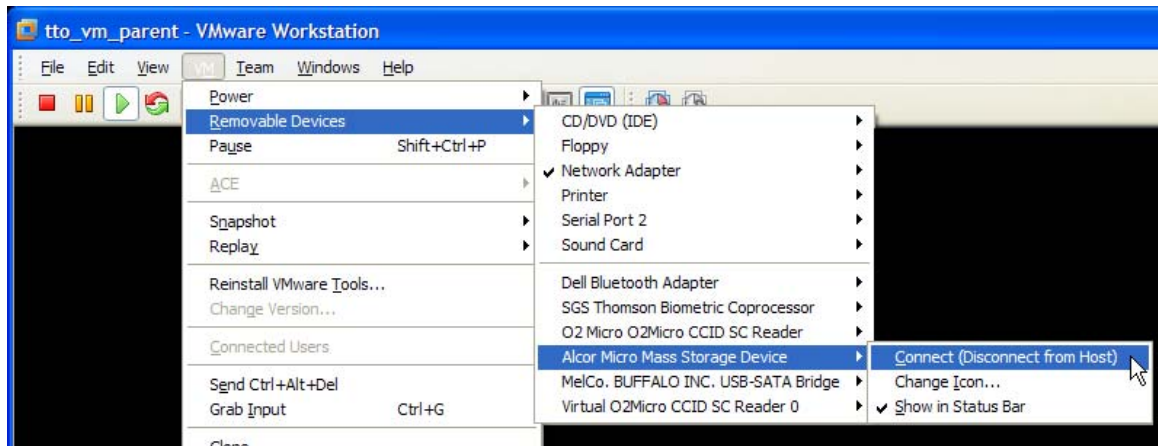 tto_vm_parent - VMware Workstation
File Edit View VM Team Windows Help
Power
Removable Devices
Pause Shift+Ctrl+P
ACE
Snapshot
Replay
Reinstall VMware Tools...
Change Version...
Connected Users
Send Ctrl+Alt+Del
Grab Input Ctrl+G
Clone
CD/DVD (IDE)
Floppy
Network Adapter
Printer
Serial Port 2
Sound Card
Dell Bluetooth Adapter
SGS Thomson Biometric Coprocessor
O2 Micro O2Micro CCID SC Reader
Alcor Micro Mass Storage Device
MelCo. BUFFALO INC. USB-SATA Bridge
Virtual O2Micro CCID SC Reader 0
Connect (Disconnect from Host)
Change Icon...
Show in Status Bar